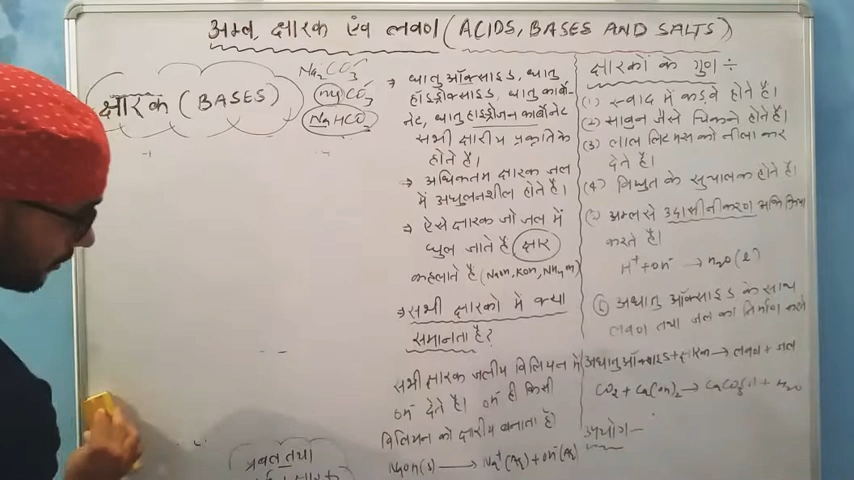 अम्ल, क्षारक एंव लवण (ACIDS, BASES AND SALTS)
क्षारक (BASES)
Na₂CO₃
NaHCO₃
→ धातु ऑक्साइड, धातु
हॉइड्रोक्साइड, धातु कार्बो-
नेट, धातु हाइड्रोजन कार्बोनेट
सभी क्षारीय प्रकृति के
होते है।
→ अधिकतम क्षारक जल
में अघुलनशील होते है।
→ ऐसे क्षारक जो जल में
घुल जाते है क्षार
कहलाते है (NaOH, KOH, NH₄OH)
→ सभी क्षारको में क्या
समानता है?
सभी क्षारक जलीय विलियन में
OH⁻ देते है। OH⁻ ही किसी
विलियन को क्षारीय बनाता है।
NaOH(s) → Na⁺(Aq) + OH⁻(Aq)
प्रबल तथा
क्षारकों के गुण ÷
(1) स्वाद में कड़वे होते है।
(2) साबुन जैसे चिकने होते है।
(3) लाल लिटमस को नीला कर
देते है।
(4) विधुत के सुचालक होते है।
अम्ल से उदासीनीकरण अभिक्रिया
करते है।
H⁺ + OH⁻ → H₂O(l)
⑥ अधातु ऑक्साइड के साथ
लवण तथा जल का निर्माण करते
अधातु ऑक्साइड + क्षारक → लवण + जल
CO₂ + Ca(OH)₂ → CaCO₃ + H₂O
उपयोग —